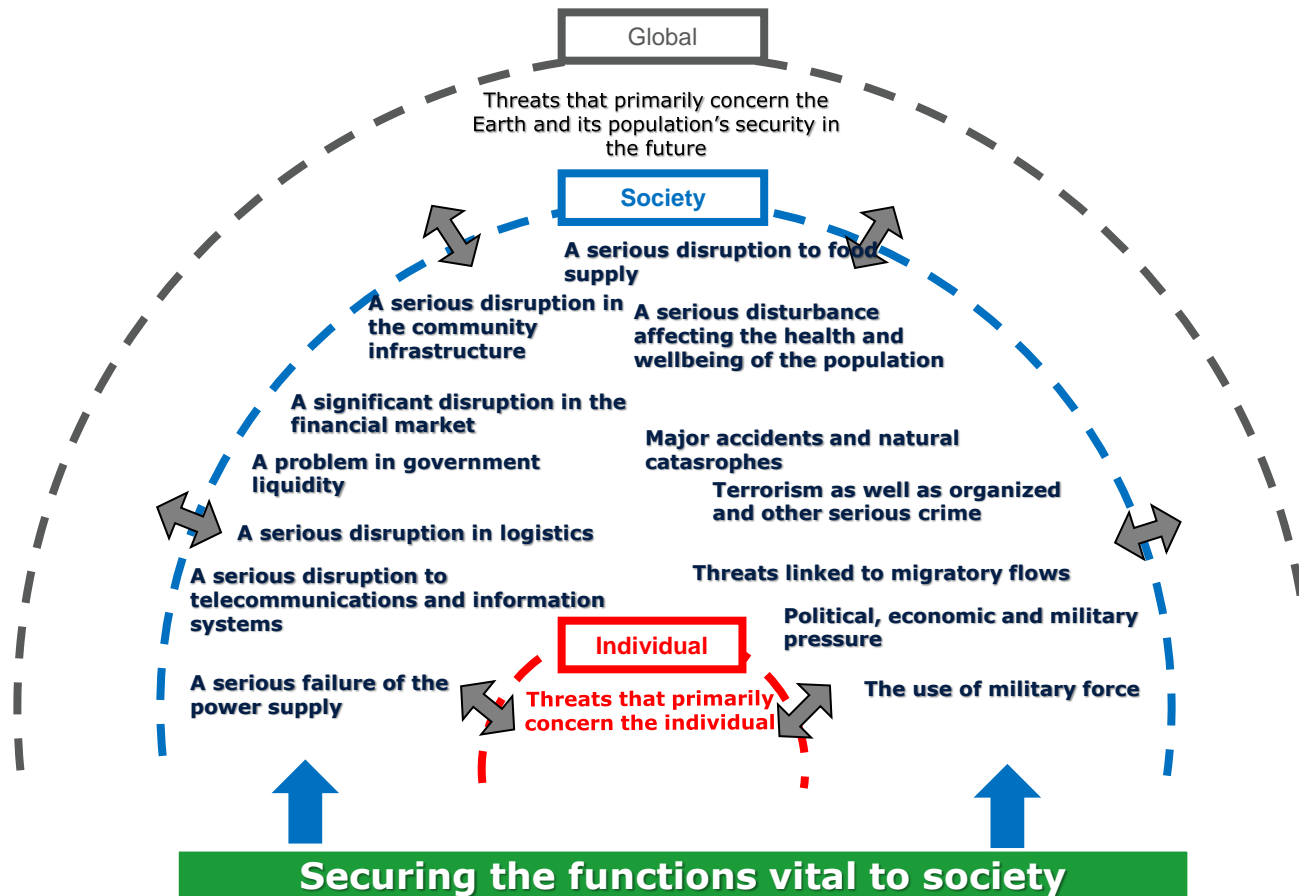 Global
Threats that primarily concern the
Earth and its population’s security in
the future
Society
A serious disruption to food
supply
A serious disruption in
the community
infrastructure
A serious disturbance
affecting the health and
wellbeing of the population
A significant disruption in the
financial market
Major accidents and natural
catasrophes
A problem in government
liquidity
Terrorism as well as organized
and other serious crime
A serious disruption in logistics
A serious disruption to
telecommunications and information
systems
Threats linked to migratory flows
Political, economic and military
pressure
Individual
Threats that primarily
concern the individual
A serious failure of the
power supply
The use of military force
Securing the functions vital to society